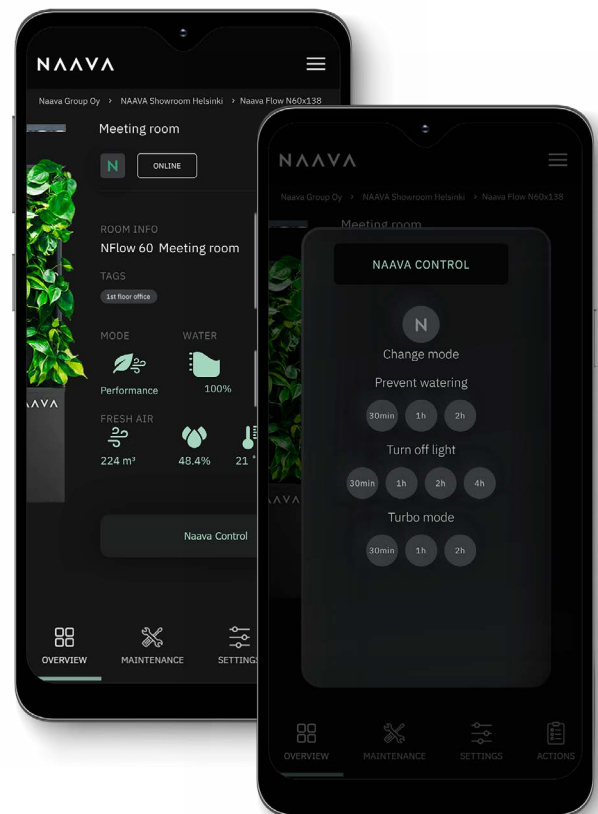 NAAVA
Naava Group Oy > NAAVA Showroom Helsinki > Naava Flow N60x138
Meeting room
N ONLINE
ROOM INFO
NFlow 60 Meeting room
TAGS
1st floor office
MODE WATER
Performance 100%
FRESH AIR
224 m³ 48.4% 21 °
Naava Control
OVERVIEW MAINTENANCE SETTINGS
NAAVA
Naava Group Oy > NAAVA Showroom Helsinki > Naava Flow N60x138
Meeting room
NAAVA CONTROL
N
Change mode
Prevent watering
30min 1h 2h
Turn off light
30min 1h 2h 4h
Turbo mode
30min 1h 2h
OVERVIEW MAINTENANCE SETTINGS ACTIONS